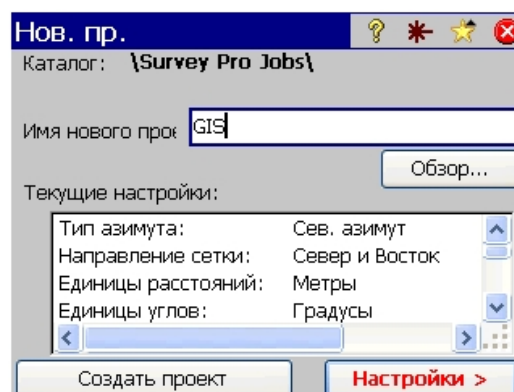 Нов. пр.
Каталог: \Survey Pro Jobs\
Имя нового прое GIS
Обзор...
Текущие настройки:
Тип азимута: Сев. азимут
Направление сетки: Север и Восток
Единицы расстояний: Метры
Единицы углов: Градусы
Создать проект Настройки >